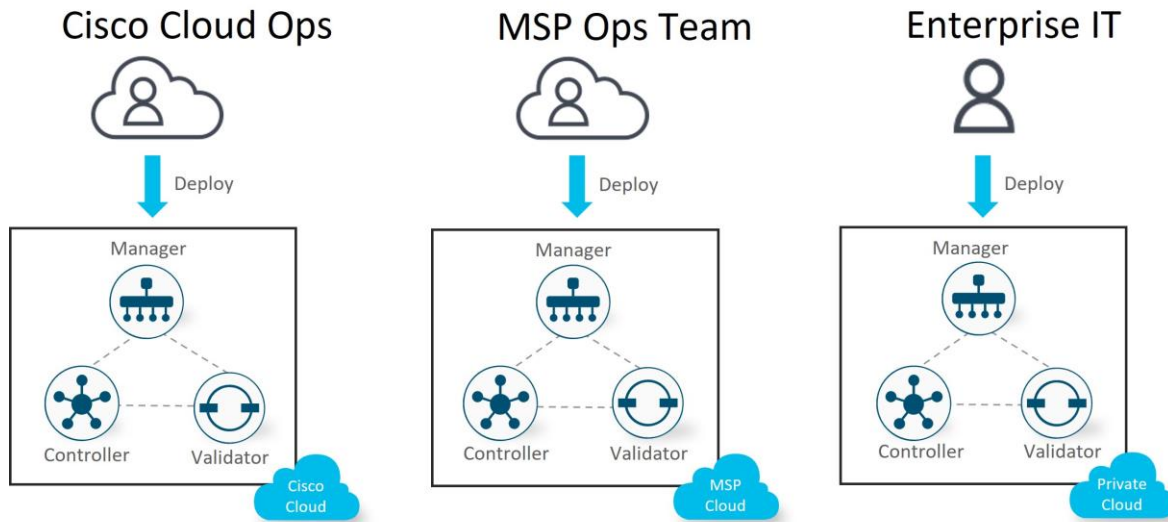 Cisco Cloud Ops
MSP Ops Team
Enterprise IT
Deploy
Deploy
Deploy
Manager
Manager
Manager
Controller
Validator
Controller
Validator
Controller
Validator
Cisco
Cloud
MSP
Cloud
Private
Cloud